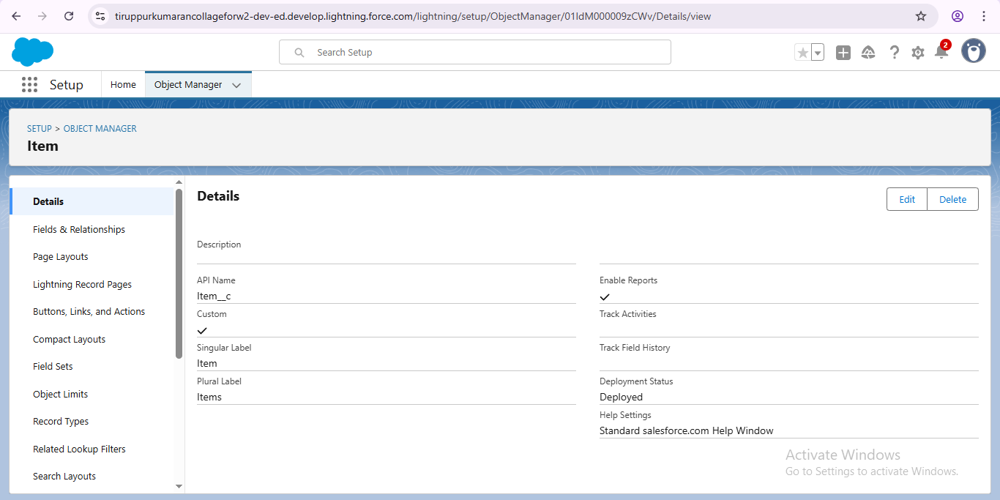 tiruppurkumarancollageforw2-dev-ed.develop.lightning.force.com/lightning/setup/ObjectManager/01IdM000009zCWv/Details/view
Search Setup
2
Setup
Home
Object Manager
SETUP > OBJECT MANAGER
Item
Details
Fields & Relationships
Page Layouts
Lightning Record Pages
Buttons, Links, and Actions
Compact Layouts
Field Sets
Object Limits
Record Types
Related Lookup Filters
Search Layouts
Details
Edit
Delete
Description
API Name
Item__c
Custom
Singular Label
Item
Plural Label
Items
Enable Reports
Track Activities
Track Field History
Deployment Status
Deployed
Help Settings
Standard salesforce.com Help Window
Activate Windows
Go to Settings to activate Windows.